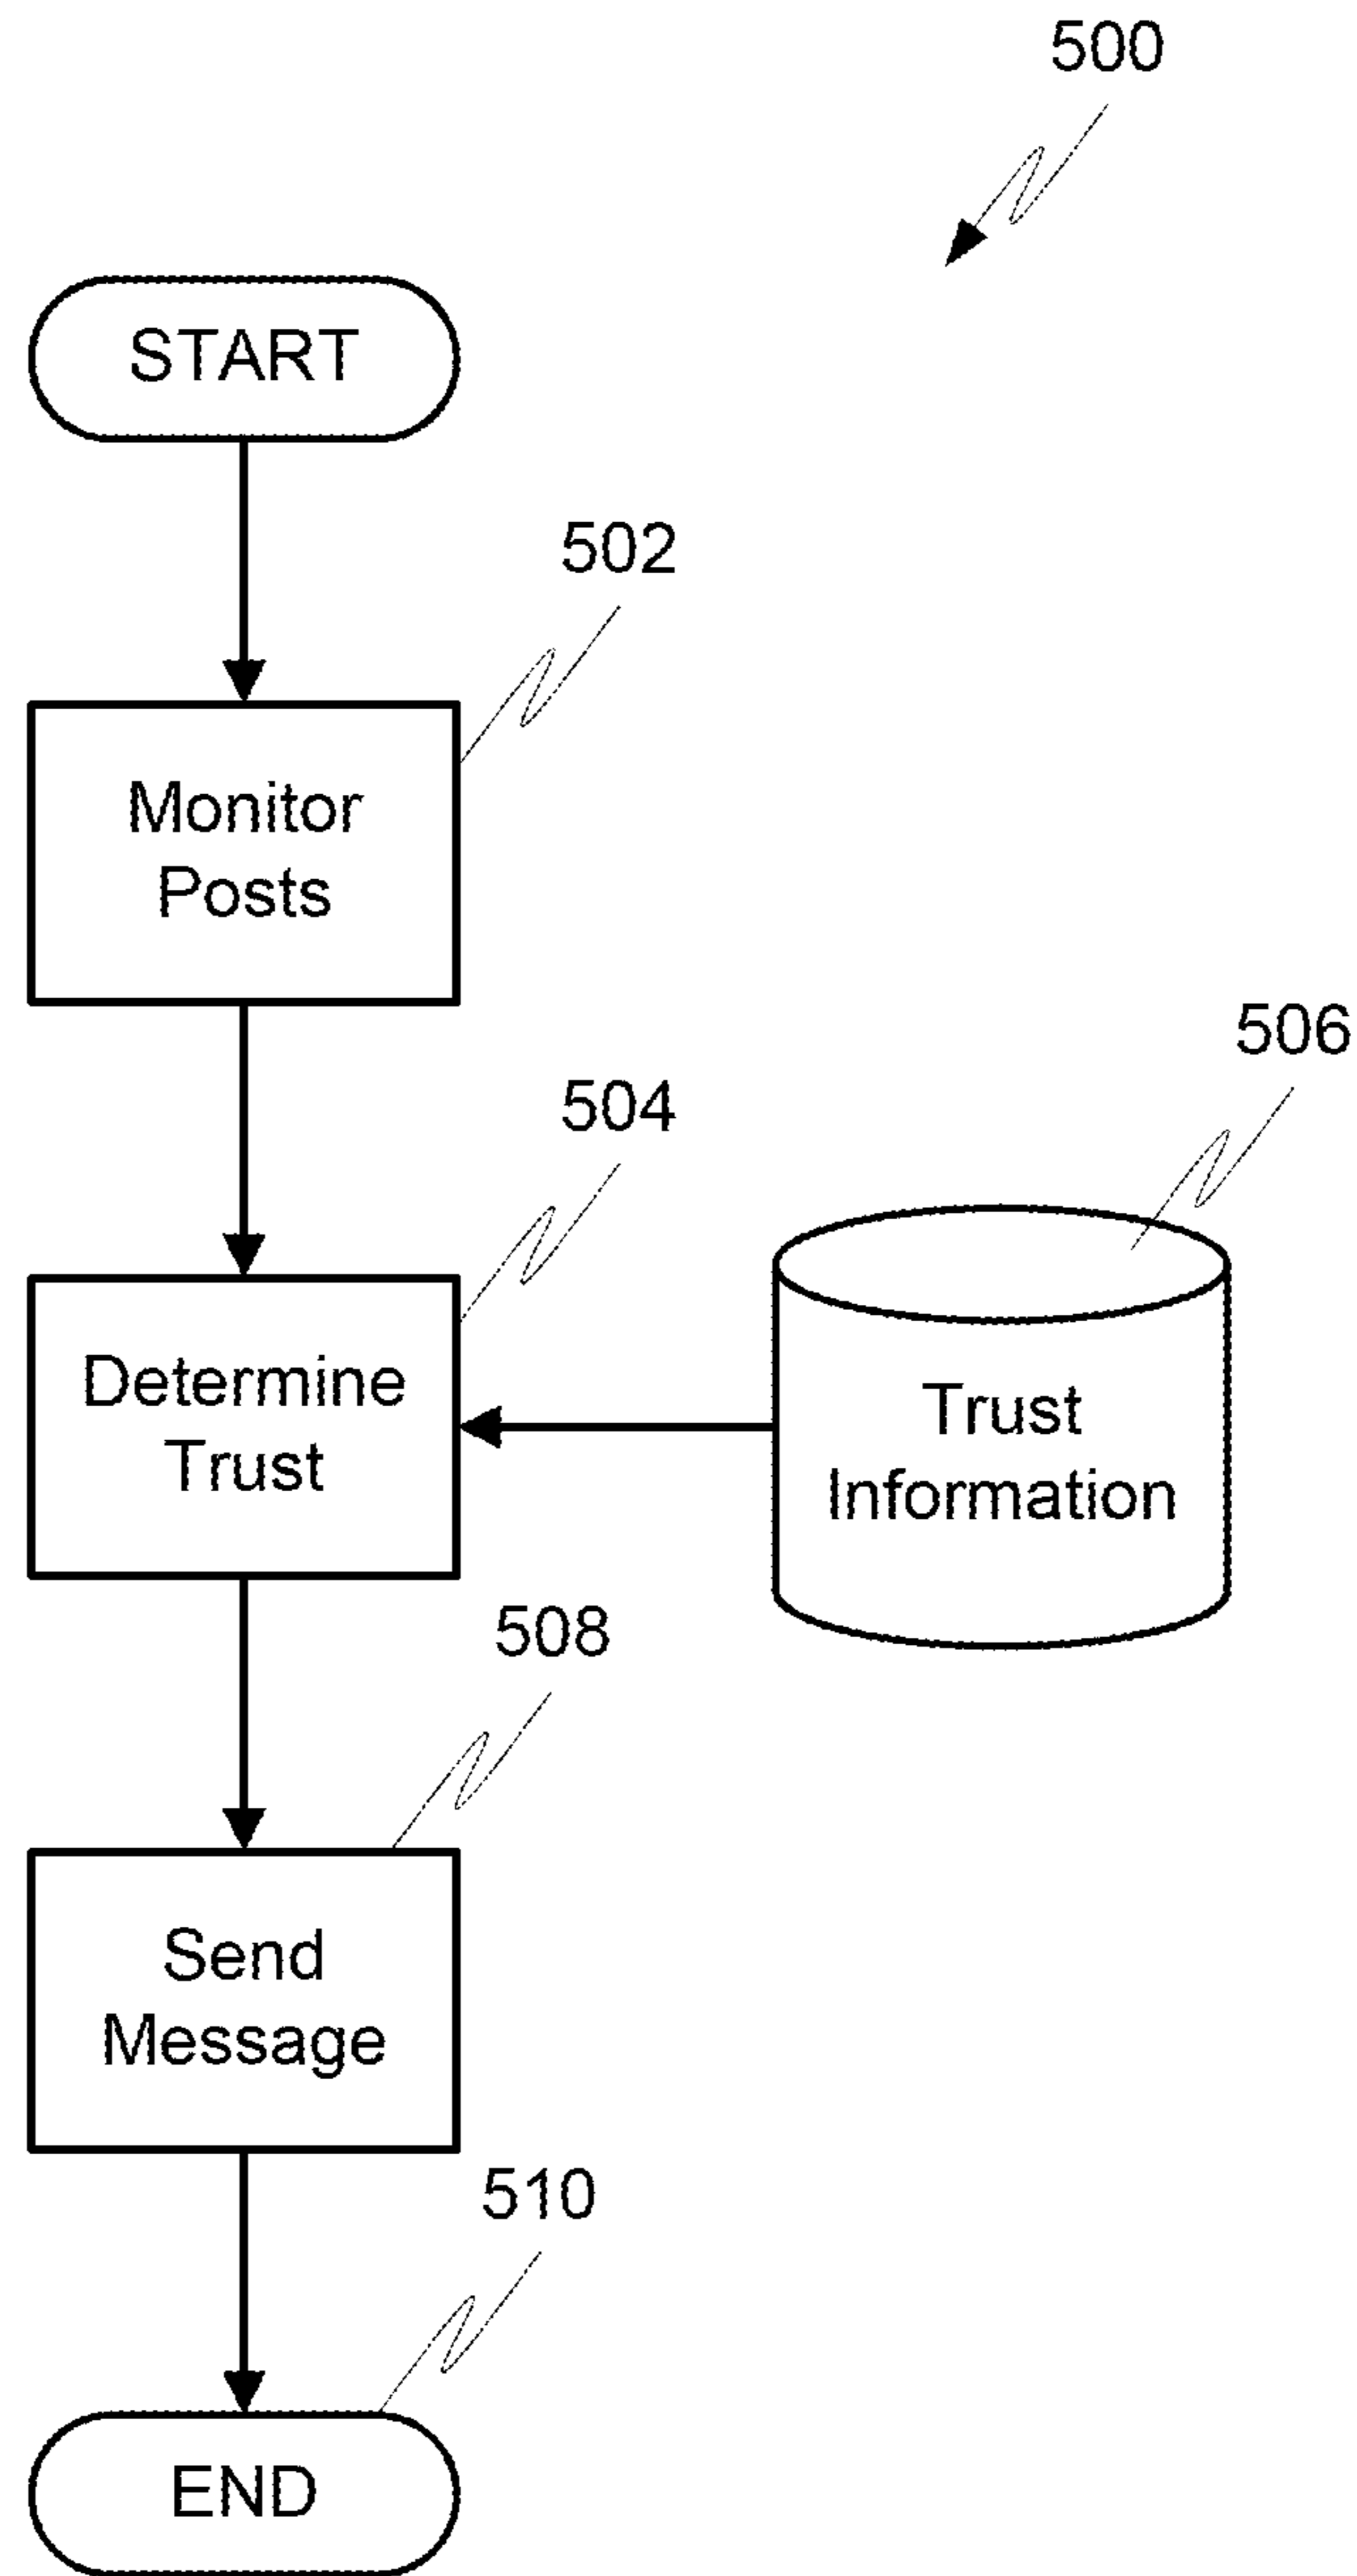 500
START
502
Monitor
Posts
506
504
Determine
Trust
Trust
Information
508
Send
Message
510
END